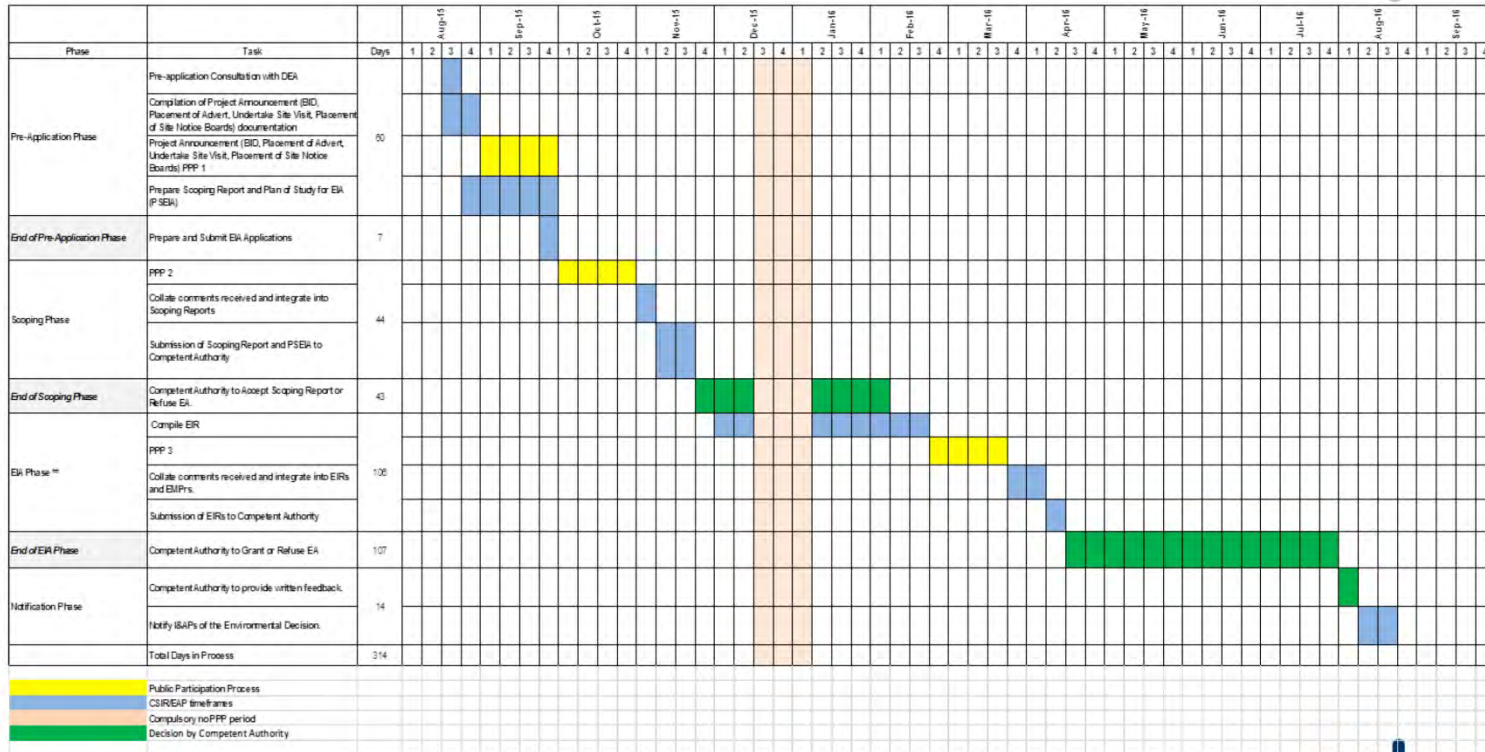 Aug-15 Sep-15 Oct-15 Nov-15 Dec-15 Jan-16 Feb-16 Mar-16 Apr-16 May-16 Jun-16 Jul-16 Aug-16 Sep-16
Phase Task Days 1 2 3 4 1 2 3 4 1 2 3 4 1 2 3 4 1 2 3 4 1 2 3 4 1 2 3 4 1 2 3 4 1 2 3 4 1 2 3 4 1 2 3 4 1 2 3 4 1 2 3 4 1 2 3 4
Pre-Application Phase
Pre-application Consultation with DEA
Compilation of Project Announcement (BID,
Placement of Advert, Undertake Site Visit, Placement
of Site Notice Boards) documentation
60
Project Announcement (BID, Placement of Advert,
Undertake Site Visit, Placement of Site Notice
Boards) PPP 1
Prepare Scoping Report and Plan of Study for EIA
(PSEIA)
End of Pre-Application Phase Prepare and Submit EIA Applications 7
Scoping Phase
PPP 2
Collate comments received and integrate into
Scoping Reports
44
Submission of Scoping Report and PSEIA to
Competent Authority
End of Scoping Phase
Competent Authority to Accept Scoping Report or
Refuse EA.
43
EIA Phase **
Compile EIR
PPP 3
106
Collate comments received and integrate into EIRs
and EMPrs.
Submission of EIRs to Competent Authority
End of EIA Phase Competent Authority to Grant or Refuse EA 107
Notification Phase
Competent Authority to provide written feedback.
14
Notify I&APs of the Environmental Decision.
Total Days in Process 314
Public Participation Process
CSIR/EAP timeframes
Compulsory no PPP period
Decision by Competent Authority